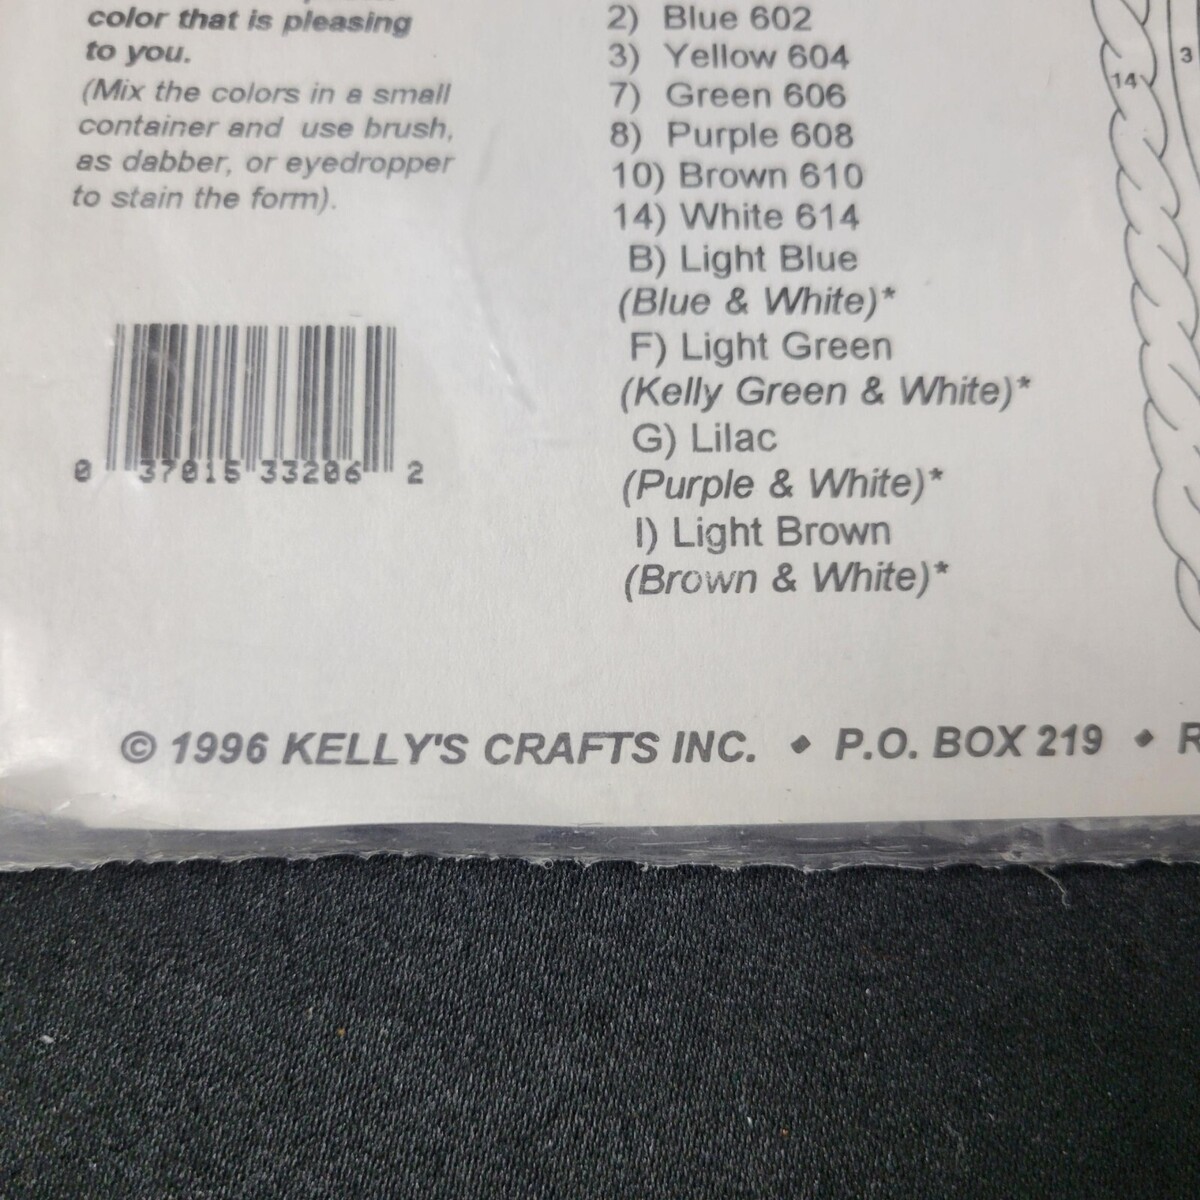 color that is pleasing
to you.
(Mix the colors in a small
container and use brush,
as dabber, or eyedropper
to stain the form).
0 37015 33206 2
2) Blue 602
3) Yellow 604
7) Green 606
8) Purple 608
10) Brown 610
14) White 614
B) Light Blue
(Blue & White)*
F) Light Green
(Kelly Green & White)*
G) Lilac
(Purple & White)*
I) Light Brown
(Brown & White)*
14
3
© 1996 KELLY'S CRAFTS INC. ◆ P.O. BOX 219 ◆ R